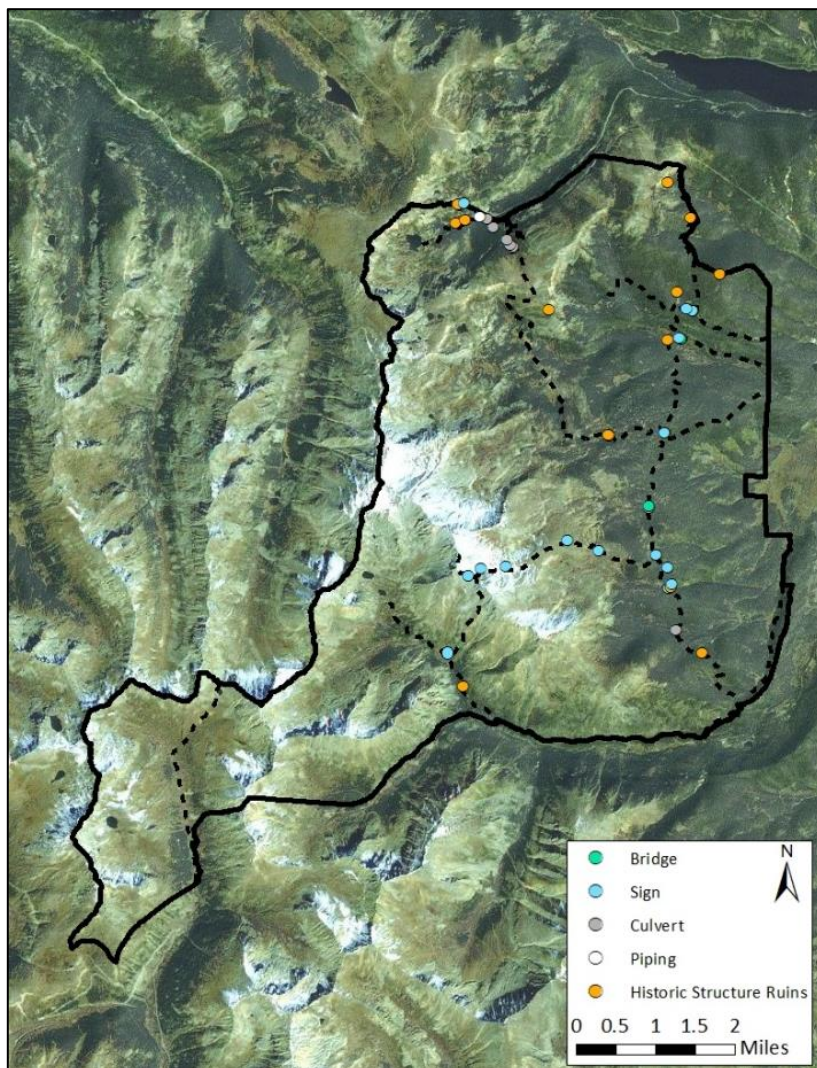 N
Bridge
Sign
Culvert
Piping
Historic Structure Ruins
0 0.5 1 1.5 2
Miles